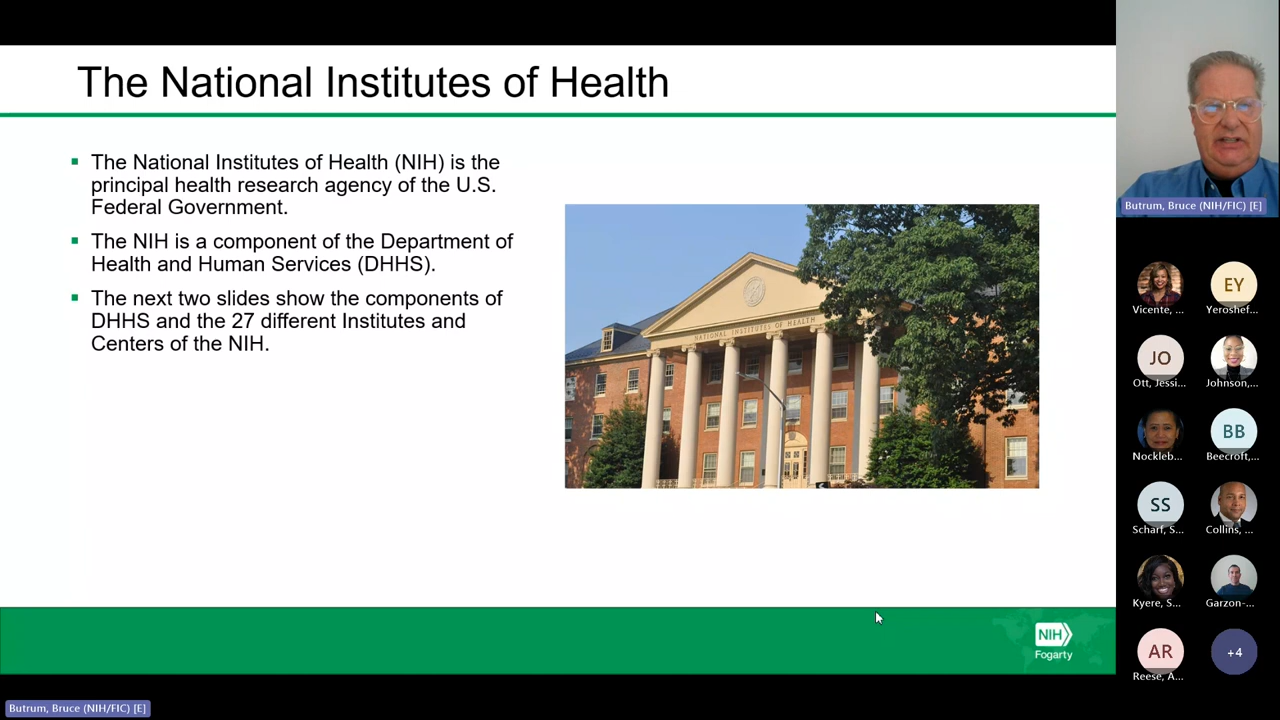 The National Institutes of Health
▪ The National Institutes of Health (NIH) is the
principal health research agency of the U.S.
Federal Government.
▪ The NIH is a component of the Department of
Health and Human Services (DHHS).
▪ The next two slides show the components of
DHHS and the 27 different Institutes and
Centers of the NIH.
NATIONAL INSTITUTES OF HEALTH
NIH
Fogarty
Butrum, Bruce (NIH/FIC) [E]
Butrum, Bruce (NIH/FIC) [E]
Vicente, ...
EY
Yeroshef...
JO
Ott, Jessi...
Johnson,...
Nockleb...
BB
Beecroft,...
SS
Scharf, S...
Collins, ...
Kyere, S...
Garzon-...
AR
Reese, A...
+4